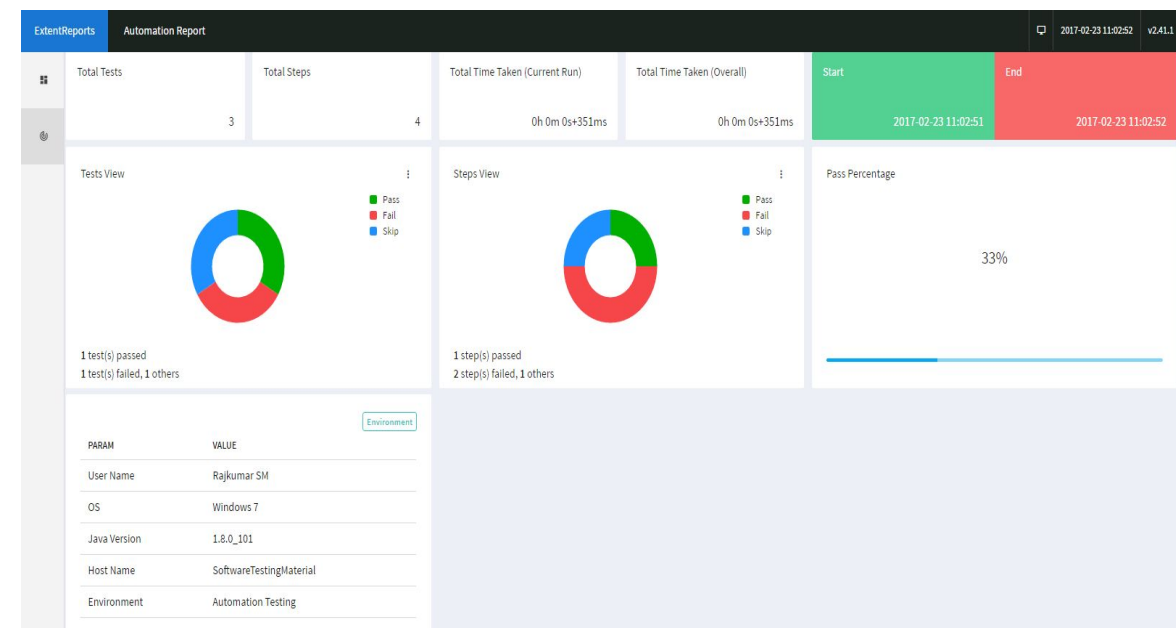 ExtentReports Automation Report 2017-02-23 11:02:52 v2.41.1
Total Tests
3
Total Steps
4
Total Time Taken (Current Run)
0h 0m 0s+351ms
Total Time Taken (Overall)
0h 0m 0s+351ms
Start
2017-02-23 11:02:51
End
2017-02-23 11:02:52
Tests View
Pass
Fail
Skip
1 test(s) passed
1 test(s) failed, 1 others
Steps View
Pass
Fail
Skip
1 step(s) passed
2 step(s) failed, 1 others
Pass Percentage
33%
Environment
PARAM VALUE
User Name Rajkumar SM
OS Windows 7
Java Version 1.8.0_101
Host Name SoftwareTestingMaterial
Environment Automation Testing